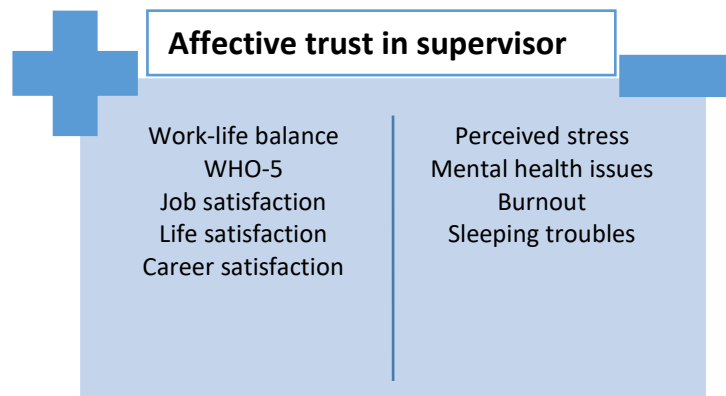 Affective trust in supervisor
Work-life balance
WHO-5
Job satisfaction
Life satisfaction
Career satisfaction
Perceived stress
Mental health issues
Burnout
Sleeping troubles